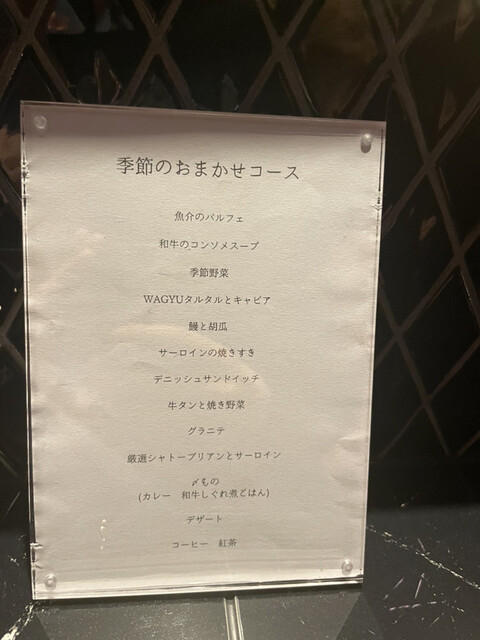 季節のおまかせコース
魚介のパルフェ
和牛のコンソメスープ
季節野菜
WAGYUタルタルとキャビア
鰻と胡瓜
サーロインの焼きすき
デニッシュサンドイッチ
牛タンと焼き野菜
グラニテ
厳選シャトーブリアンとサーロイン
〆もの
(カレー　和牛しぐれ煮ごはん)
デザート
コーヒー　紅茶